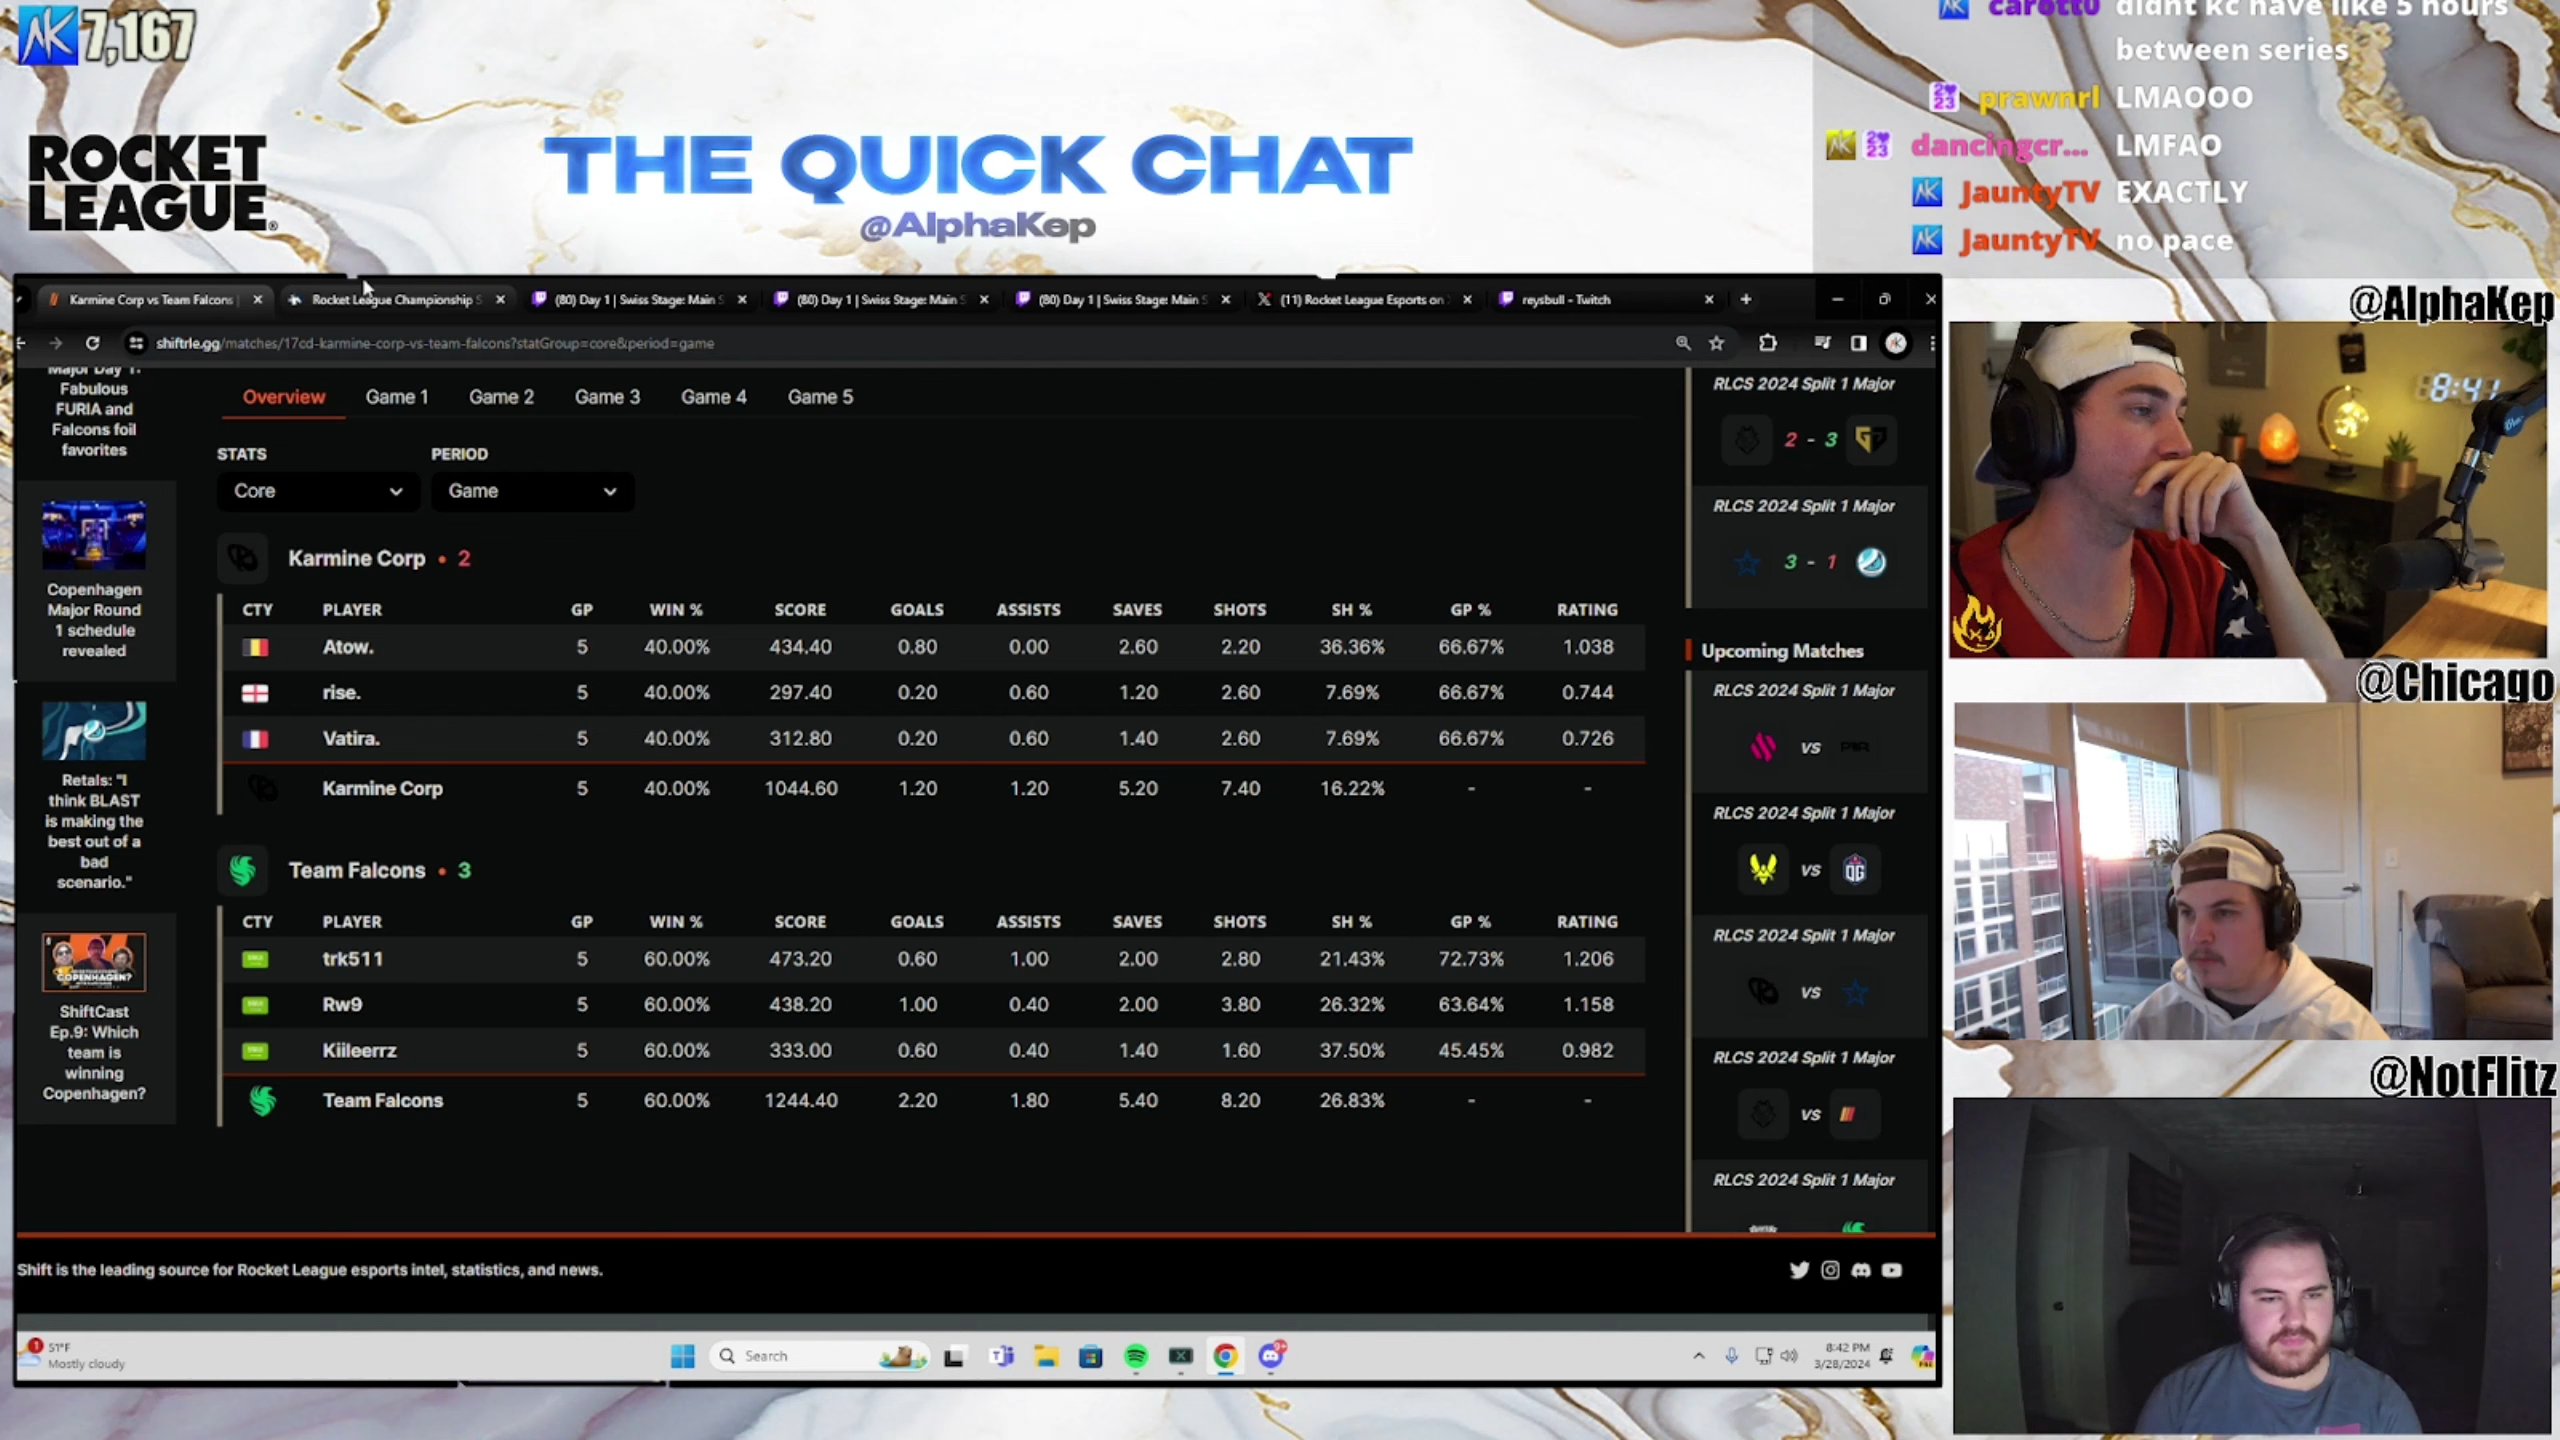 AK 7,167
ROCKET
LEAGUE
THE QUICK CHAT
@AlphaKep
carott0 didnt kc have like 5 hours
between series
prawnrl LMAOOO
dancingcr... LMFAO
JauntyTV EXACTLY
JauntyTV no pace
Karmine Corp vs Team Falcons |
Rocket League Championship S
(80) Day 1 | Swiss Stage: Main S
(80) Day 1 | Swiss Stage: Main S
(80) Day 1 | Swiss Stage: Main S
(11) Rocket League Esports on
reysbull - Twitch
shiftrle.gg/matches/17cd-karmine-corp-vs-team-falcons?statGroup=core&period=game
Major Day 1:
Fabulous
FURIA and
Falcons foil
favorites
Copenhagen
Major Round
1 schedule
revealed
Retals: "I
think BLAST
is making the
best out of a
bad
scenario."
COPENHAGEN?
ShiftCast
Ep.9: Which
team is
winning
Copenhagen?
Overview Game 1 Game 2 Game 3 Game 4 Game 5
STATS PERIOD
Core Game
Karmine Corp • 2
CTY PLAYER GP WIN % SCORE GOALS ASSISTS SAVES SHOTS SH % GP % RATING
Atow. 5 40.00% 434.40 0.80 0.00 2.60 2.20 36.36% 66.67% 1.038
rise. 5 40.00% 297.40 0.20 0.60 1.20 2.60 7.69% 66.67% 0.744
Vatira. 5 40.00% 312.80 0.20 0.60 1.40 2.60 7.69% 66.67% 0.726
Karmine Corp 5 40.00% 1044.60 1.20 1.20 5.20 7.40 16.22% - -
Team Falcons • 3
CTY PLAYER GP WIN % SCORE GOALS ASSISTS SAVES SHOTS SH % GP % RATING
trk511 5 60.00% 473.20 0.60 1.00 2.00 2.80 21.43% 72.73% 1.206
Rw9 5 60.00% 438.20 1.00 0.40 2.00 3.80 26.32% 63.64% 1.158
Kiileerrz 5 60.00% 333.00 0.60 0.40 1.40 1.60 37.50% 45.45% 0.982
Team Falcons 5 60.00% 1244.40 2.20 1.80 5.40 8.20 26.83% - -
RLCS 2024 Split 1 Major
2 - 3
RLCS 2024 Split 1 Major
3 - 1
Upcoming Matches
RLCS 2024 Split 1 Major
VS PWR
RLCS 2024 Split 1 Major
VS OG
RLCS 2024 Split 1 Major
VS
RLCS 2024 Split 1 Major
VS
RLCS 2024 Split 1 Major
Shift is the leading source for Rocket League esports intel, statistics, and news.
1
51°F
Mostly cloudy
Search
9+
8:42 PM
3/28/2024
@AlphaKep
8:41
@Chicago
@NotFlitz